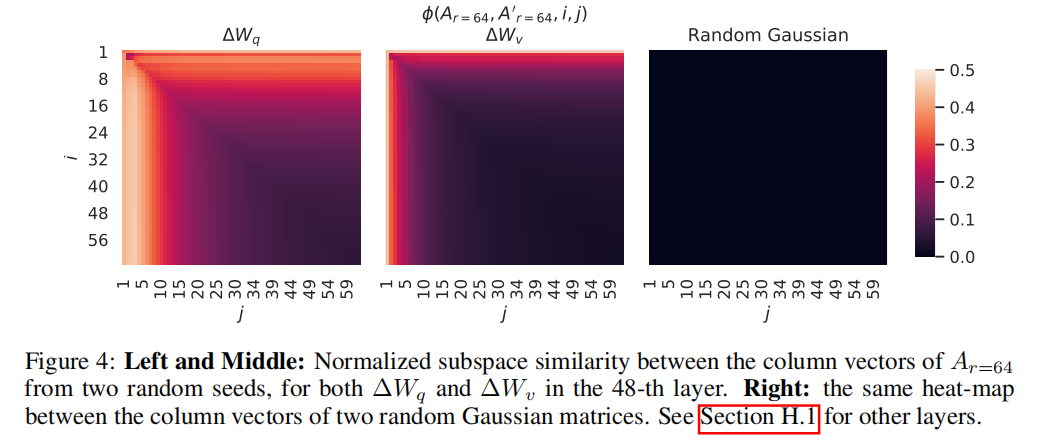 ϕ(A_{r=64}, A'_{r=64}, i, j)
ΔW_q ΔW_v Random Gaussian
1
8
16
24
32
40
48
56
i
1 5 10 15 20 25 30 34 39 44 49 54 59
1 5 10 15 20 25 30 34 39 44 49 54 59
1 5 10 15 20 25 30 34 39 44 49 54 59
j j j
0.5
0.4
0.3
0.2
0.1
0.0
Figure 4: Left and Middle: Normalized subspace similarity between the column vectors of A_{r=64}
from two random seeds, for both ΔW_q and ΔW_v in the 48-th layer. Right: the same heat-map
between the column vectors of two random Gaussian matrices. See Section H.1 for other layers.